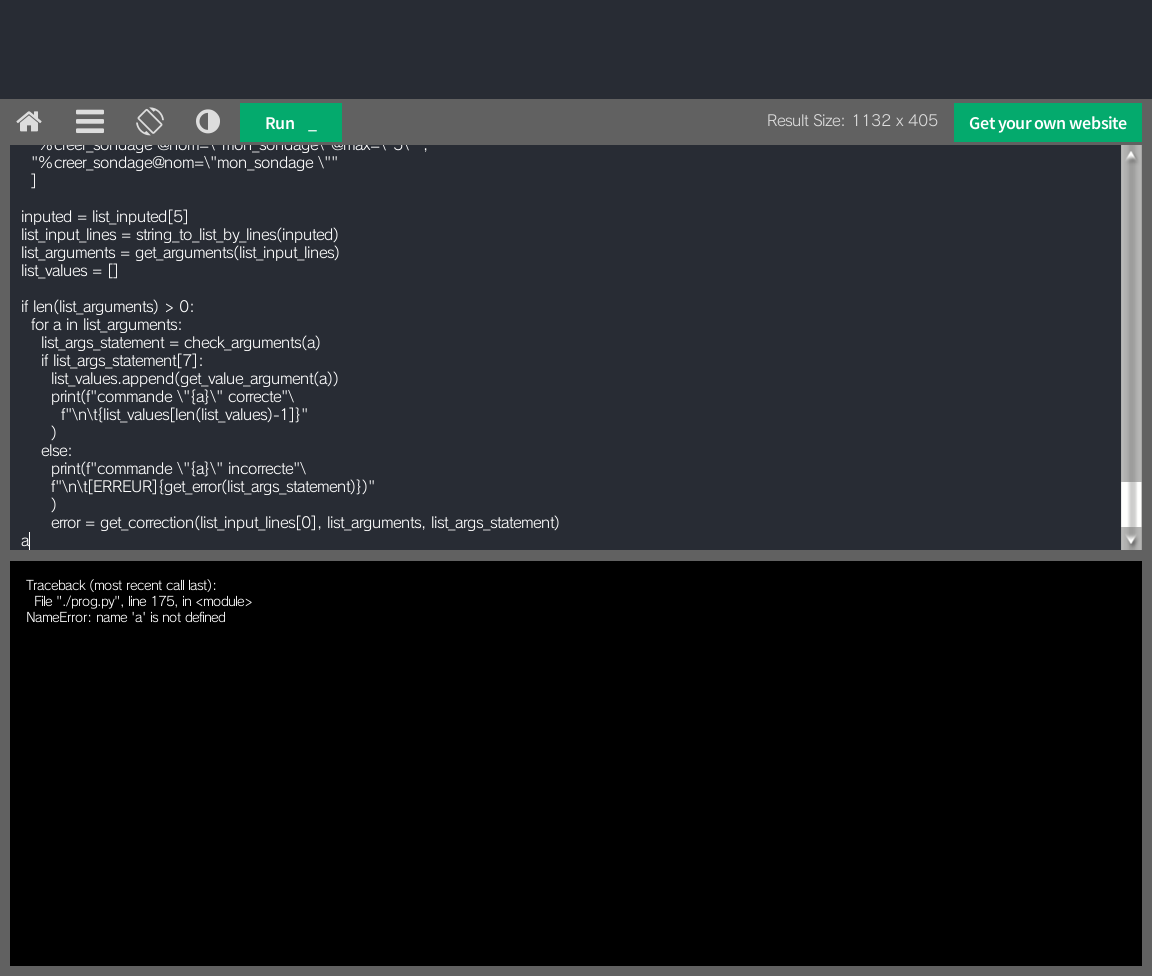 Run _
Result Size: 1132 x 405
Get your own website
"%creer_sondage@nom=\"mon_sondage \""
]
inputed = list_inputed[5]
list_input_lines = string_to_list_by_lines(inputed)
list_arguments = get_arguments(list_input_lines)
list_values = []
if len(list_arguments) > 0:
for a in list_arguments:
list_args_statement = check_arguments(a)
if list_args_statement[7]:
list_values.append(get_value_argument(a))
print(f"commande \"{a}\" correcte"\
f"\n\t{list_values[len(list_values)-1]}"
)
else:
print(f"commande \"{a}\" incorrecte"\
f"\n\t[ERREUR]{get_error(list_args_statement)})"
)
error = get_correction(list_input_lines[0], list_arguments, list_args_statement)
a
Traceback (most recent call last):
File "./prog.py", line 175, in <module>
NameError: name 'a' is not defined